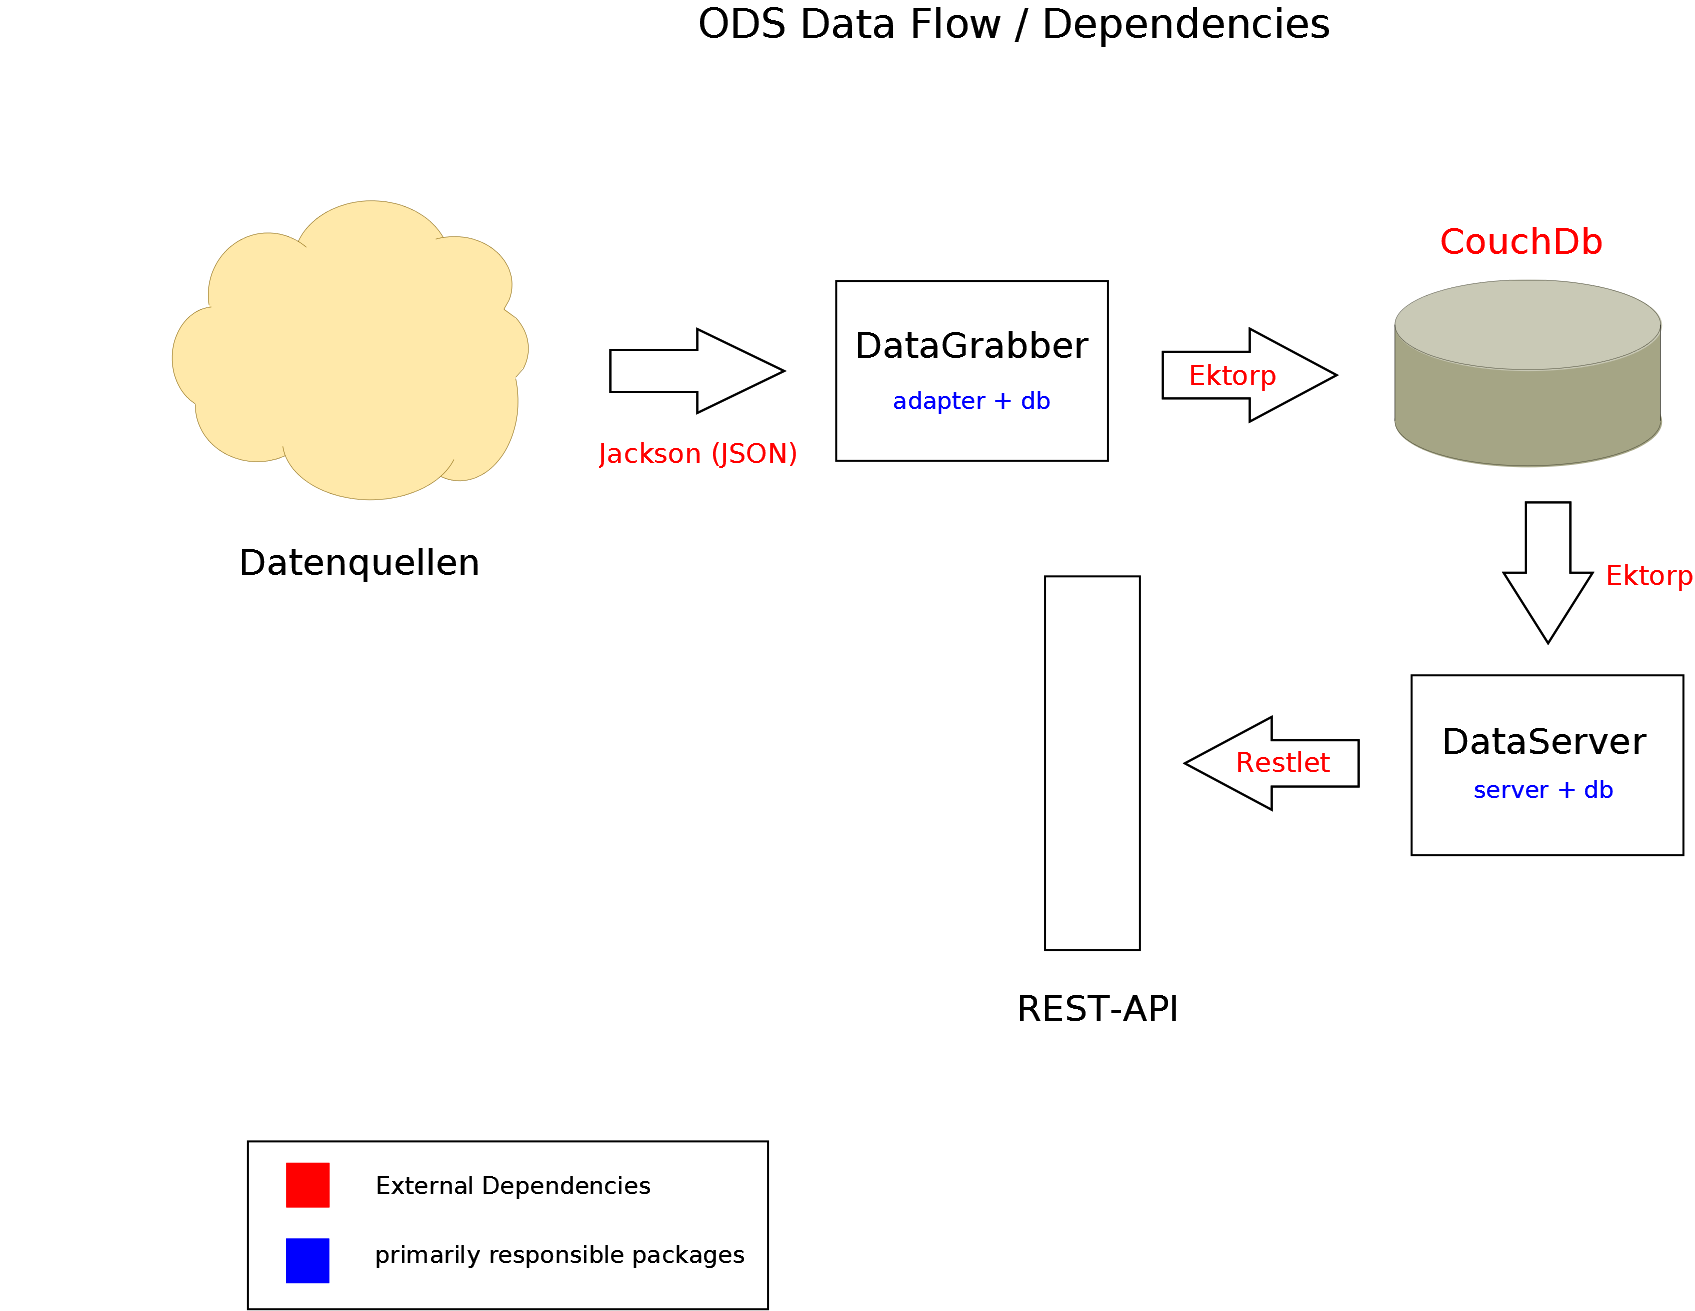 ODS Data Flow / Dependencies
CouchDb
DataGrabber
adapter + db
Ektorp
Jackson (JSON)
Datenquellen
Ektorp
DataServer
server + db
Restlet
REST-API
External Dependencies
primarily responsible packages